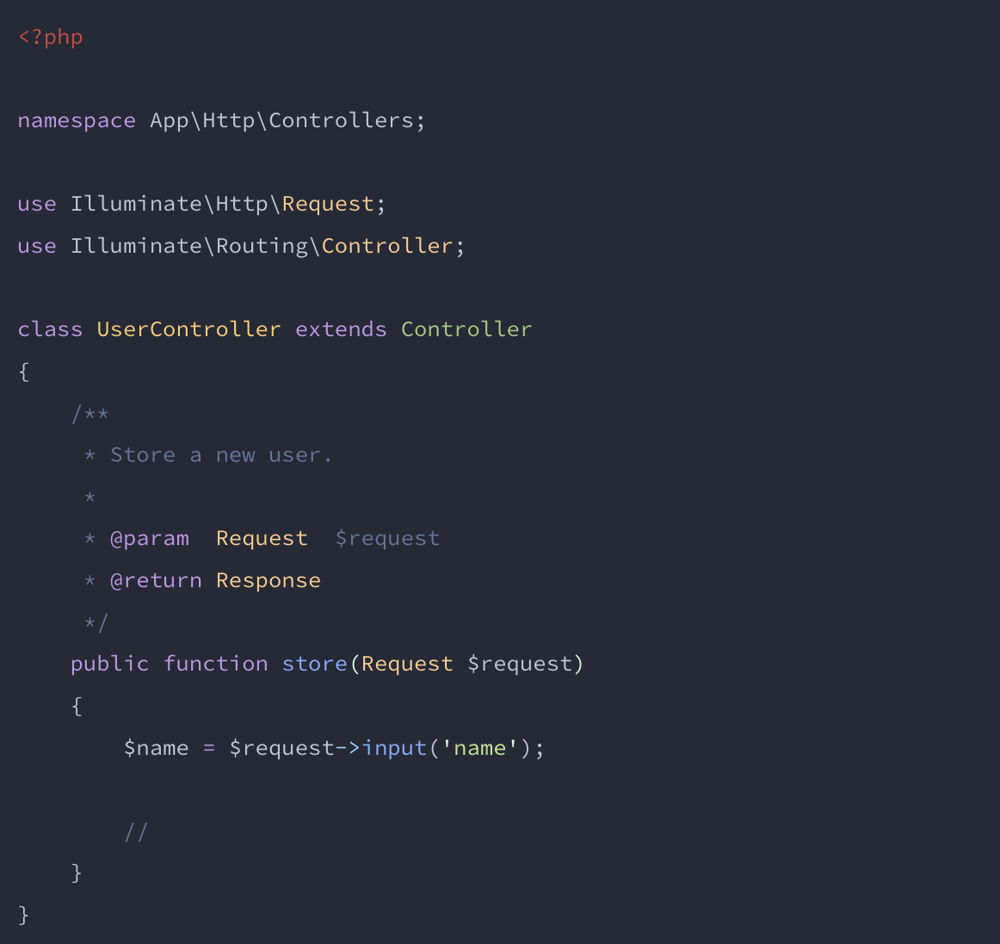 <?php
namespace App\Http\Controllers;
use Illuminate\Http\Request;
use Illuminate\Routing\Controller;
class UserController extends Controller
{
    /**
     * Store a new user.
     *
     * @param  Request  $request
     * @return Response
     */
    public function store(Request $request)
    {
        $name = $request->input('name');
        //
    }
}